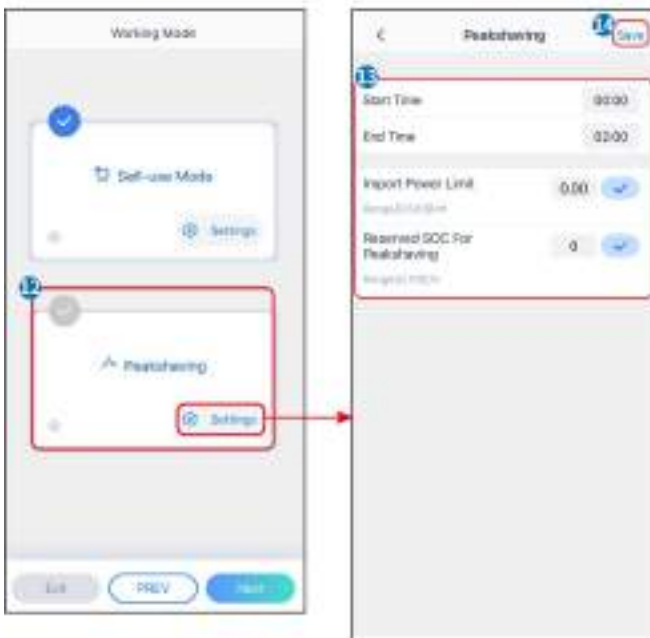 Working Mode
Self-use Mode
Settings
12
Peakshaving
Settings
Exit
PREV
Next
Peakshaving
14
Save
13
Start Time
00:00
End Time
02:00
Import Power Limit
0.00
Reserved SOC For
Peakshaving
0